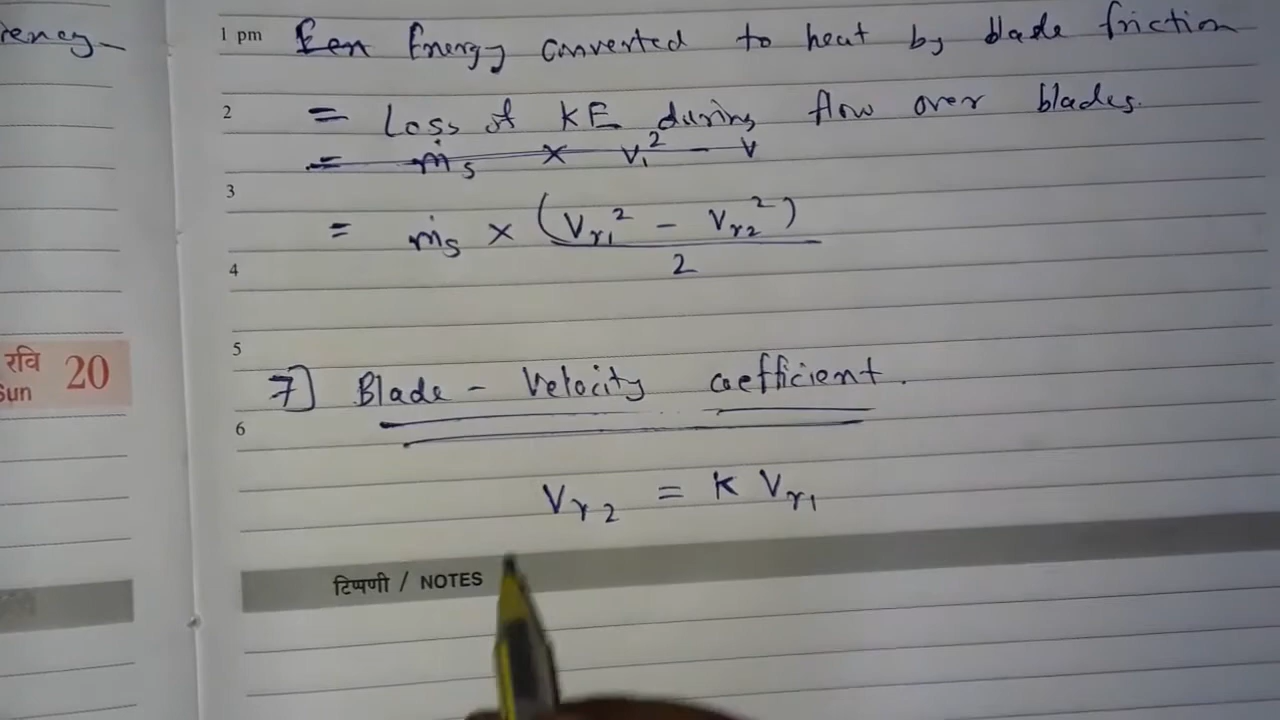 iency
1 pm Een Energy converted to heat by blade friction
2 = Loss of KE during flow over blades.
= ṁs × V₁² - V
3
= ṁs × (Vr₁² - Vr₂²)
4 2
5
रवि 20
Sun
7] Blade - Velocity coefficient.
6
Vr₂ = K Vr₁
टिप्पणी / NOTES